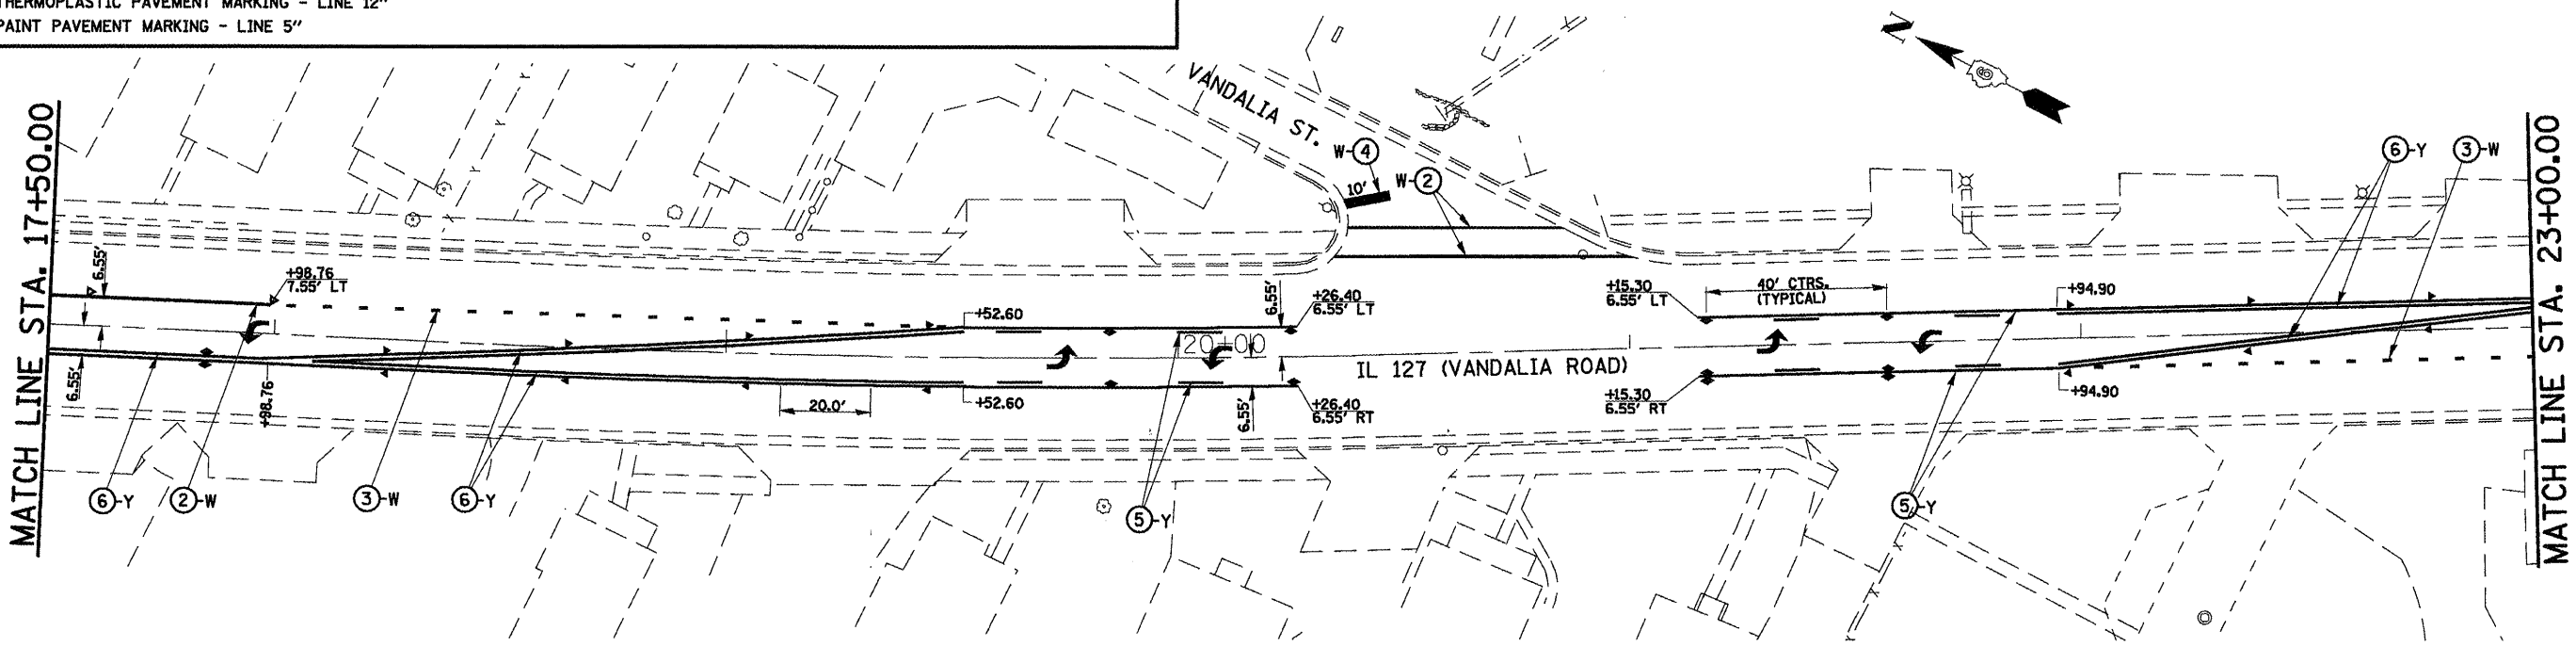 THERMOPLASTIC PAVEMENT MARKING - LINE 12"
PAINT PAVEMENT MARKING - LINE 5"
N
VANDALIA ST.
W-4
10'
W-2
6-Y
3-W
MATCH LINE STA. 17+50.00
MATCH LINE STA. 23+00.00
6.55'
+98.76
7.55' LT
+52.60
6.55'
+26.40
6.55' LT
+15.30
6.55' LT
40' CTRS.
(TYPICAL)
+94.90
20+00
IL 127 (VANDALIA ROAD)
6.55'
+98.76
20.0'
+52.60
6.55'
+26.40
6.55' RT
+15.30
6.55' RT
+94.90
6-Y
2-W
3-W
6-Y
5-Y
5-Y